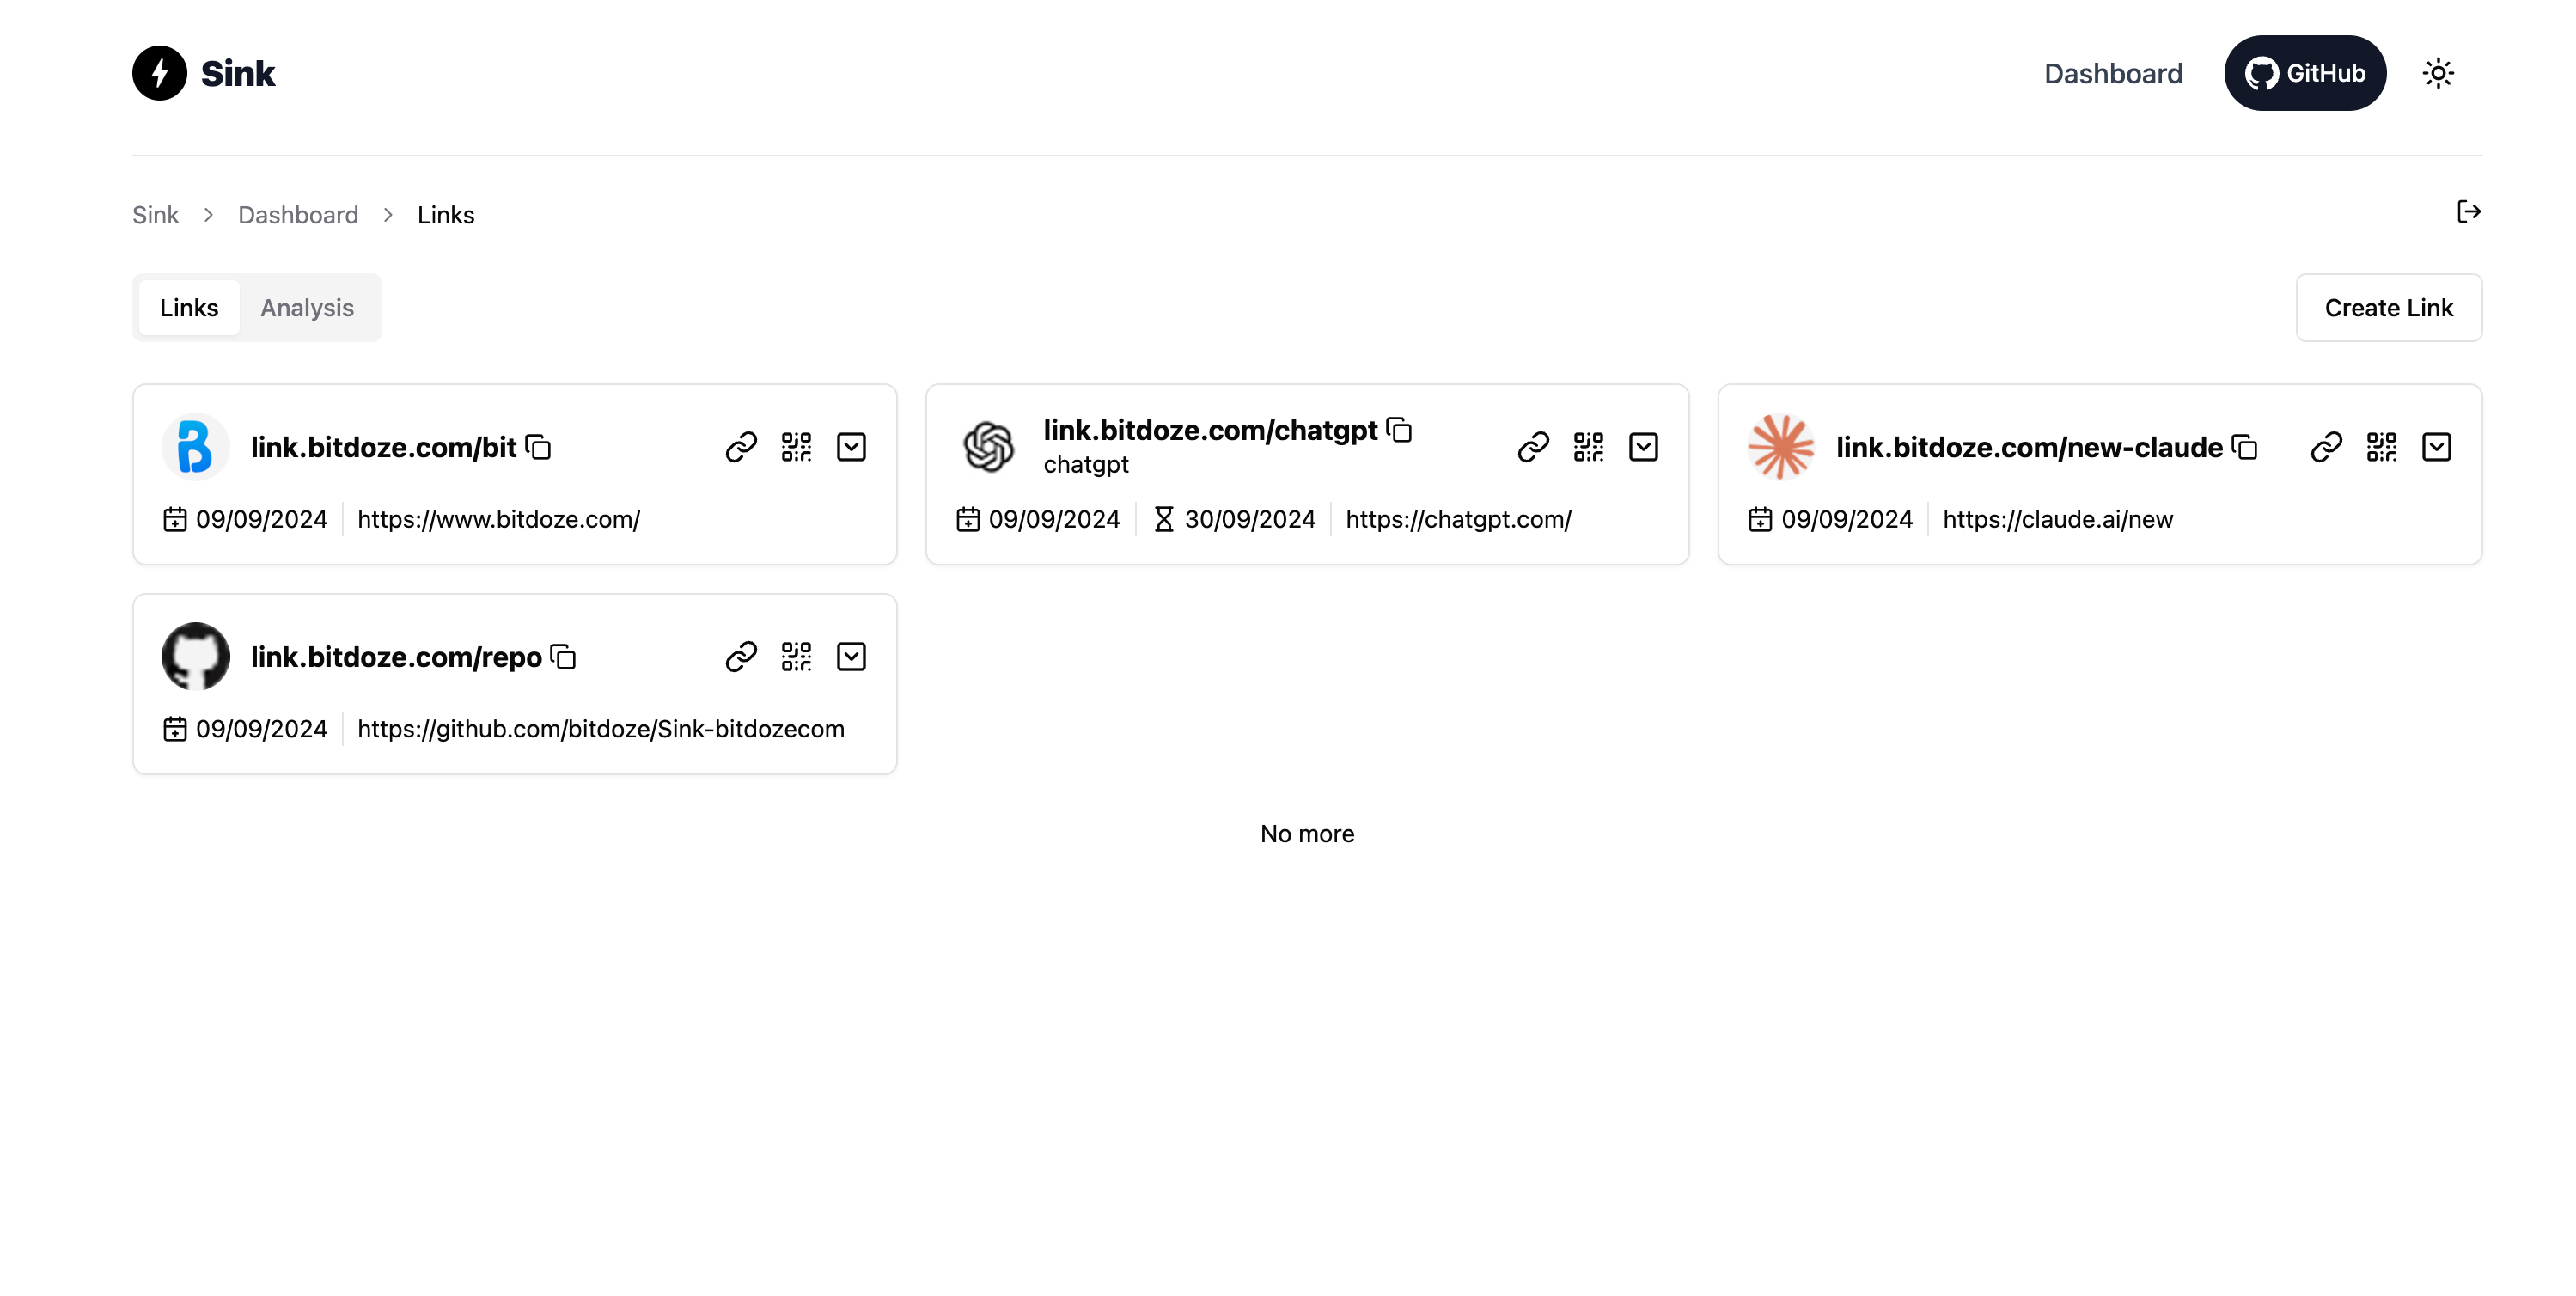 Sink
Dashboard
GitHub
Sink > Dashboard > Links
Links
Analysis
Create Link
link.bitdoze.com/bit
09/09/2024
https://www.bitdoze.com/
link.bitdoze.com/chatgpt
chatgpt
09/09/2024
30/09/2024
https://chatgpt.com/
link.bitdoze.com/new-claude
09/09/2024
https://claude.ai/new
link.bitdoze.com/repo
09/09/2024
https://github.com/bitdoze/Sink-bitdozecom
No more